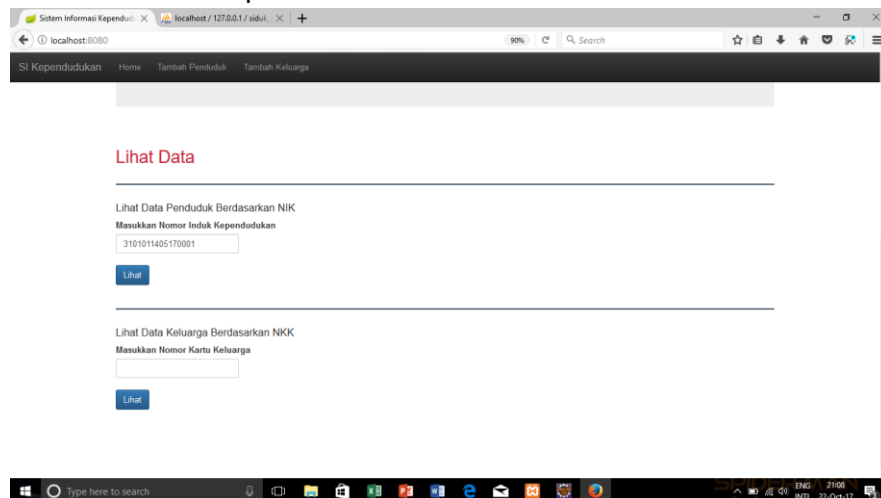 Sistem Informasi Kependud
localhost / 127.0.0.1 / siduk
localhost:8080
90%
Search
SI Kependudukan Home Tambah Penduduk Tambah Keluarga
Lihat Data
Lihat Data Penduduk Berdasarkan NIK
Masukkan Nomor Induk Kependudukan
3101011405170001
Lihat
Lihat Data Keluarga Berdasarkan NKK
Masukkan Nomor Kartu Keluarga
Lihat
Type here to search
ENG 21:08
INTL 22-Oct-17